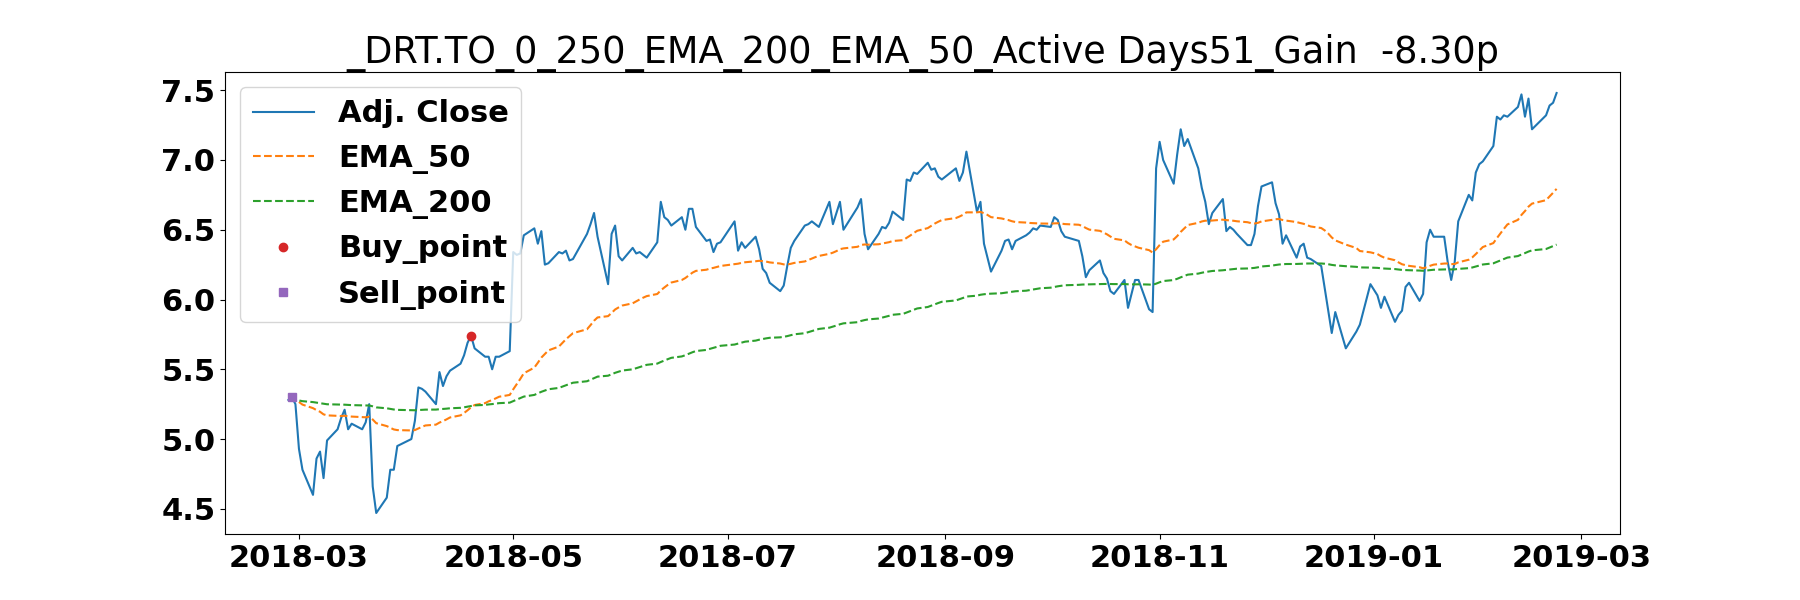 _DRT.TO_0_250_EMA_200_EMA_50_Active Days51_Gain  -8.30p
7.5
7.0
6.5
6.0
5.5
5.0
4.5
Adj. Close
EMA_50
EMA_200
Buy_point
Sell_point
2018-03 2018-05 2018-07 2018-09 2018-11 2019-01 2019-03